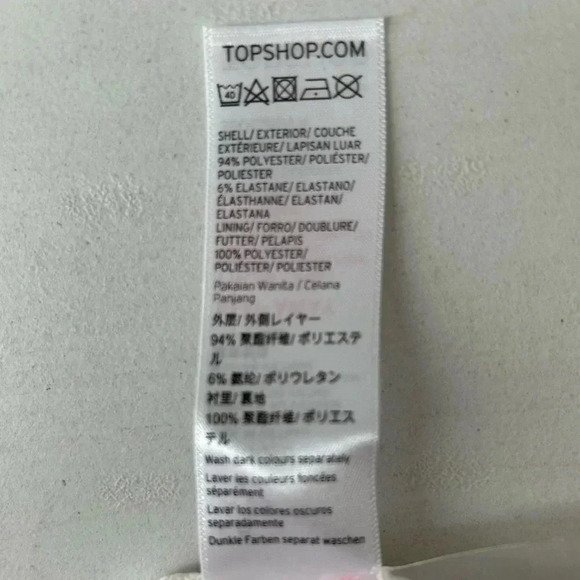 TOPSHOP.COM
40
SHELL/ EXTERIOR/ COUCHE
EXTÉRIEURE/ LAPISAN LUAR
94% POLYESTER/ POLIÉSTER/
POLIESTER
6% ELASTANE/ ELASTANO/
ÉLASTHANNE/ ELASTAN/
ELASTANA
LINING/ FORRO/ DOUBLURE/
FUTTER/ PELAPIS
100% POLYESTER/
POLIÉSTER/ POLIESTER
Pakaian Wanita / Celana
Panjang
外层/ 外側レイヤー
94% 聚酯纤维/ ポリエステ
ル
6% 氨纶/ ポリウレタン
衬里/ 裏地
100% 聚酯纤维/ ポリエス
テル
Wash dark colours separately
Laver les couleurs foncées
séparément
Lavar los colores oscuros
separadamente
Dunkle Farben separat waschen